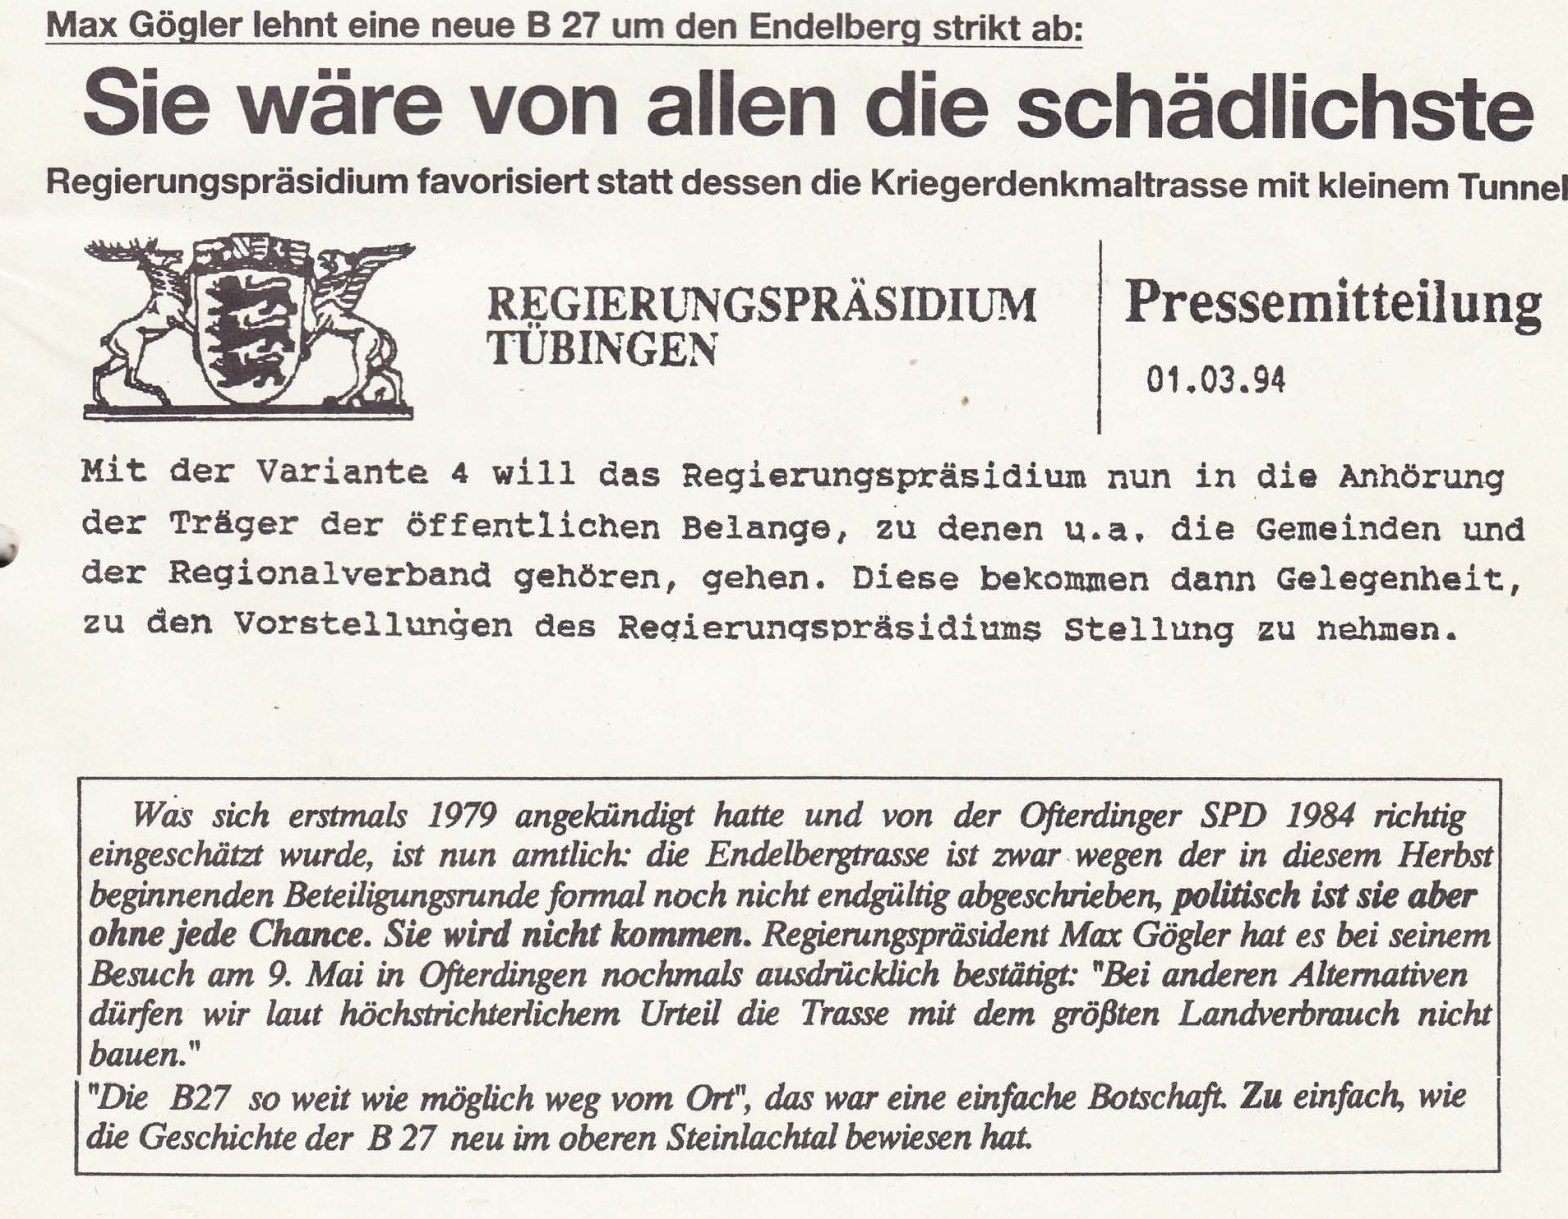 Max Gögler lehnt eine neue B 27 um den Endelberg strikt ab:
Sie wäre von allen die schädlichste
Regierungspräsidium favorisiert statt dessen die Kriegerdenkmaltrasse mit kleinem Tunnel
REGIERUNGSPRÄSIDIUM
TÜBINGEN
Pressemitteilung
01.03.94
Mit der Variante 4 will das Regierungspräsidium nun in die Anhörung
der Träger der öffentlichen Belange, zu denen u.a. die Gemeinden und
der Regionalverband gehören, gehen. Diese bekommen dann Gelegenheit,
zu den Vorstellungen des Regierungspräsidiums Stellung zu nehmen.
Was sich erstmals 1979 angekündigt hatte und von der Ofterdinger SPD 1984 richtig
eingeschätzt wurde, ist nun amtlich: die Endelbergtrasse ist zwar wegen der in diesem Herbst
beginnenden Beteiligungsrunde formal noch nicht endgültig abgeschrieben, politisch ist sie aber
ohne jede Chance. Sie wird nicht kommen. Regierungspräsident Max Gögler hat es bei seinem
Besuch am 9. Mai in Ofterdingen nochmals ausdrücklich bestätigt: "Bei anderen Alternativen
dürfen wir laut höchstrichterlichem Urteil die Trasse mit dem größten Landverbrauch nicht
bauen."
"Die B27 so weit wie möglich weg vom Ort", das war eine einfache Botschaft. Zu einfach, wie
die Geschichte der B 27 neu im oberen Steinlachtal bewiesen hat.